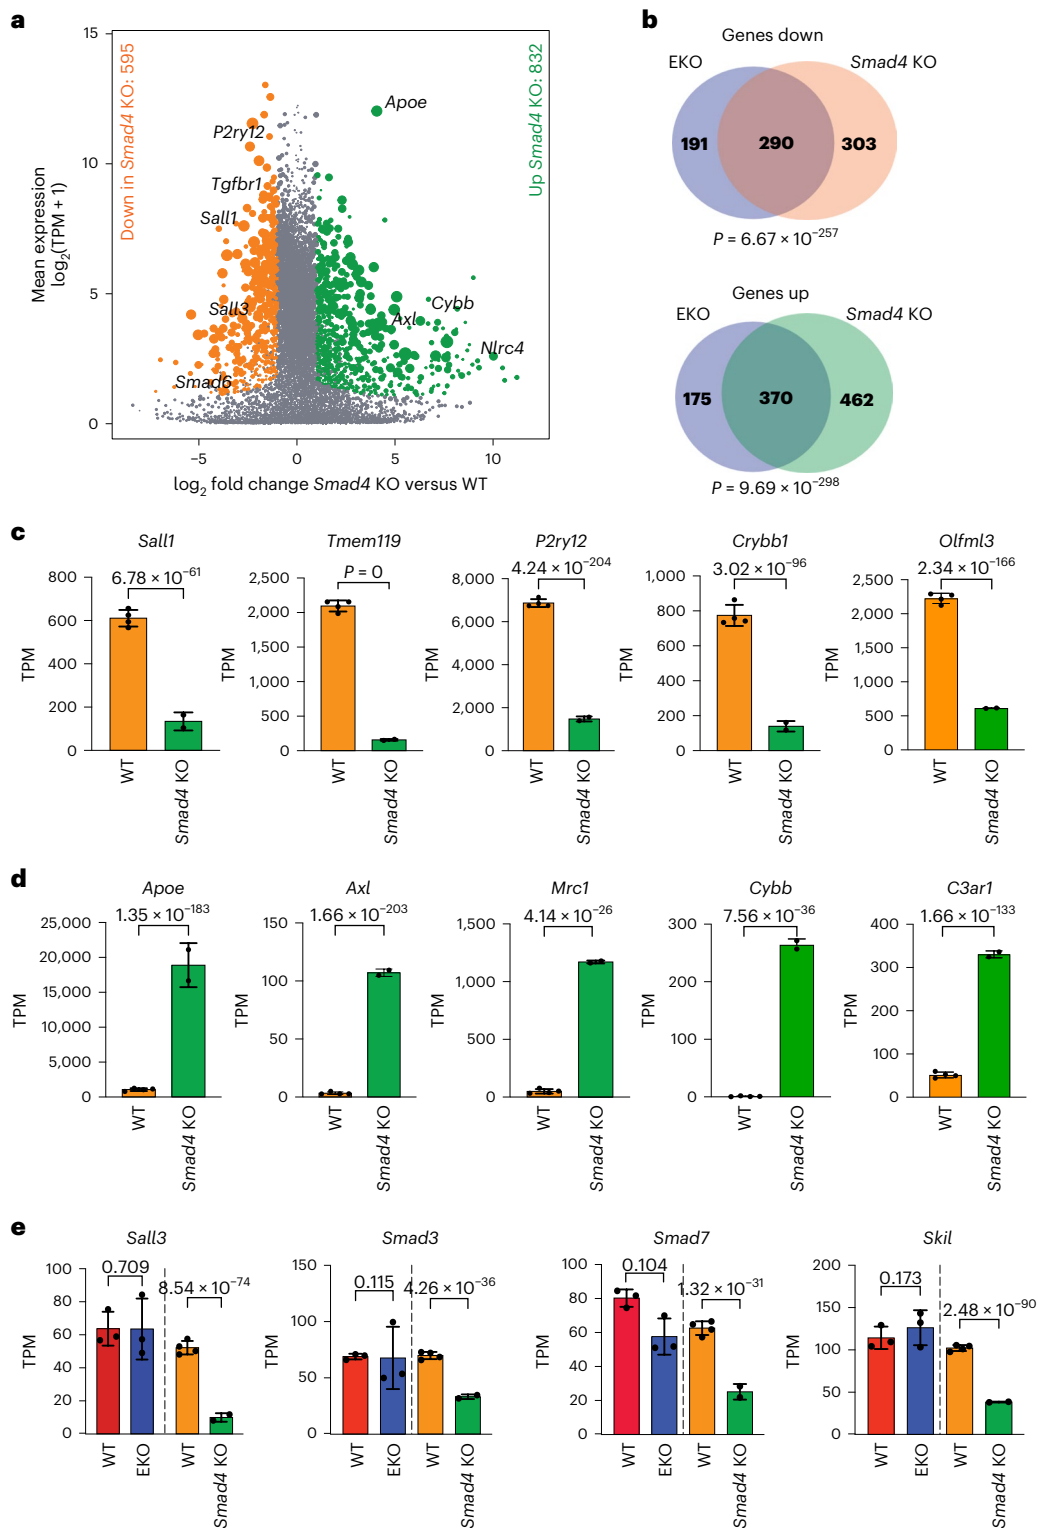 a
Down in Smad4 KO: 595
Up Smad4 KO: 832
Mean expression
log2(TPM + 1)
15
10
5
0
Apoe
P2ry12
Tgfbr1
Sall1
Sall3
Cybb
Axl
Nlrc4
Smad6
−5 0 5 10
log2 fold change Smad4 KO versus WT
b
Genes down
EKO Smad4 KO
191 290 303
P = 6.67 × 10−257
Genes up
EKO Smad4 KO
175 370 462
P = 9.69 × 10−298
c
Sall1
6.78 × 10−61
TPM
800
600
400
200
0
WT
Smad4 KO
Tmem119
P = 0
TPM
2,500
2,000
1,500
1,000
500
0
WT
Smad4 KO
P2ry12
4.24 × 10−204
TPM
8,000
6,000
4,000
2,000
0
WT
Smad4 KO
Crybb1
3.02 × 10−96
TPM
1,000
800
600
400
200
0
WT
Smad4 KO
Olfml3
2.34 × 10−166
TPM
2,500
2,000
1,500
1,000
500
0
WT
Smad4 KO
d
Apoe
1.35 × 10−183
TPM
25,000
20,000
15,000
10,000
5,000
0
WT
Smad4 KO
Axl
1.66 × 10−203
TPM
150
100
50
0
WT
Smad4 KO
Mrc1
4.14 × 10−26
TPM
1,500
1,000
500
0
WT
Smad4 KO
Cybb
7.56 × 10−36
TPM
300
200
100
0
WT
Smad4 KO
C3ar1
1.66 × 10−133
TPM
400
300
200
100
0
WT
Smad4 KO
e
Sall3
0.709
8.54 × 10−74
TPM
100
80
60
40
20
0
WT
EKO
WT
Smad4 KO
Smad3
0.115
4.26 × 10−36
TPM
150
100
50
0
WT
EKO
WT
Smad4 KO
Smad7
0.104
1.32 × 10−31
TPM
100
80
60
40
20
0
WT
EKO
WT
Smad4 KO
Skil
0.173
2.48 × 10−90
TPM
200
150
100
50
0
WT
EKO
WT
Smad4 KO